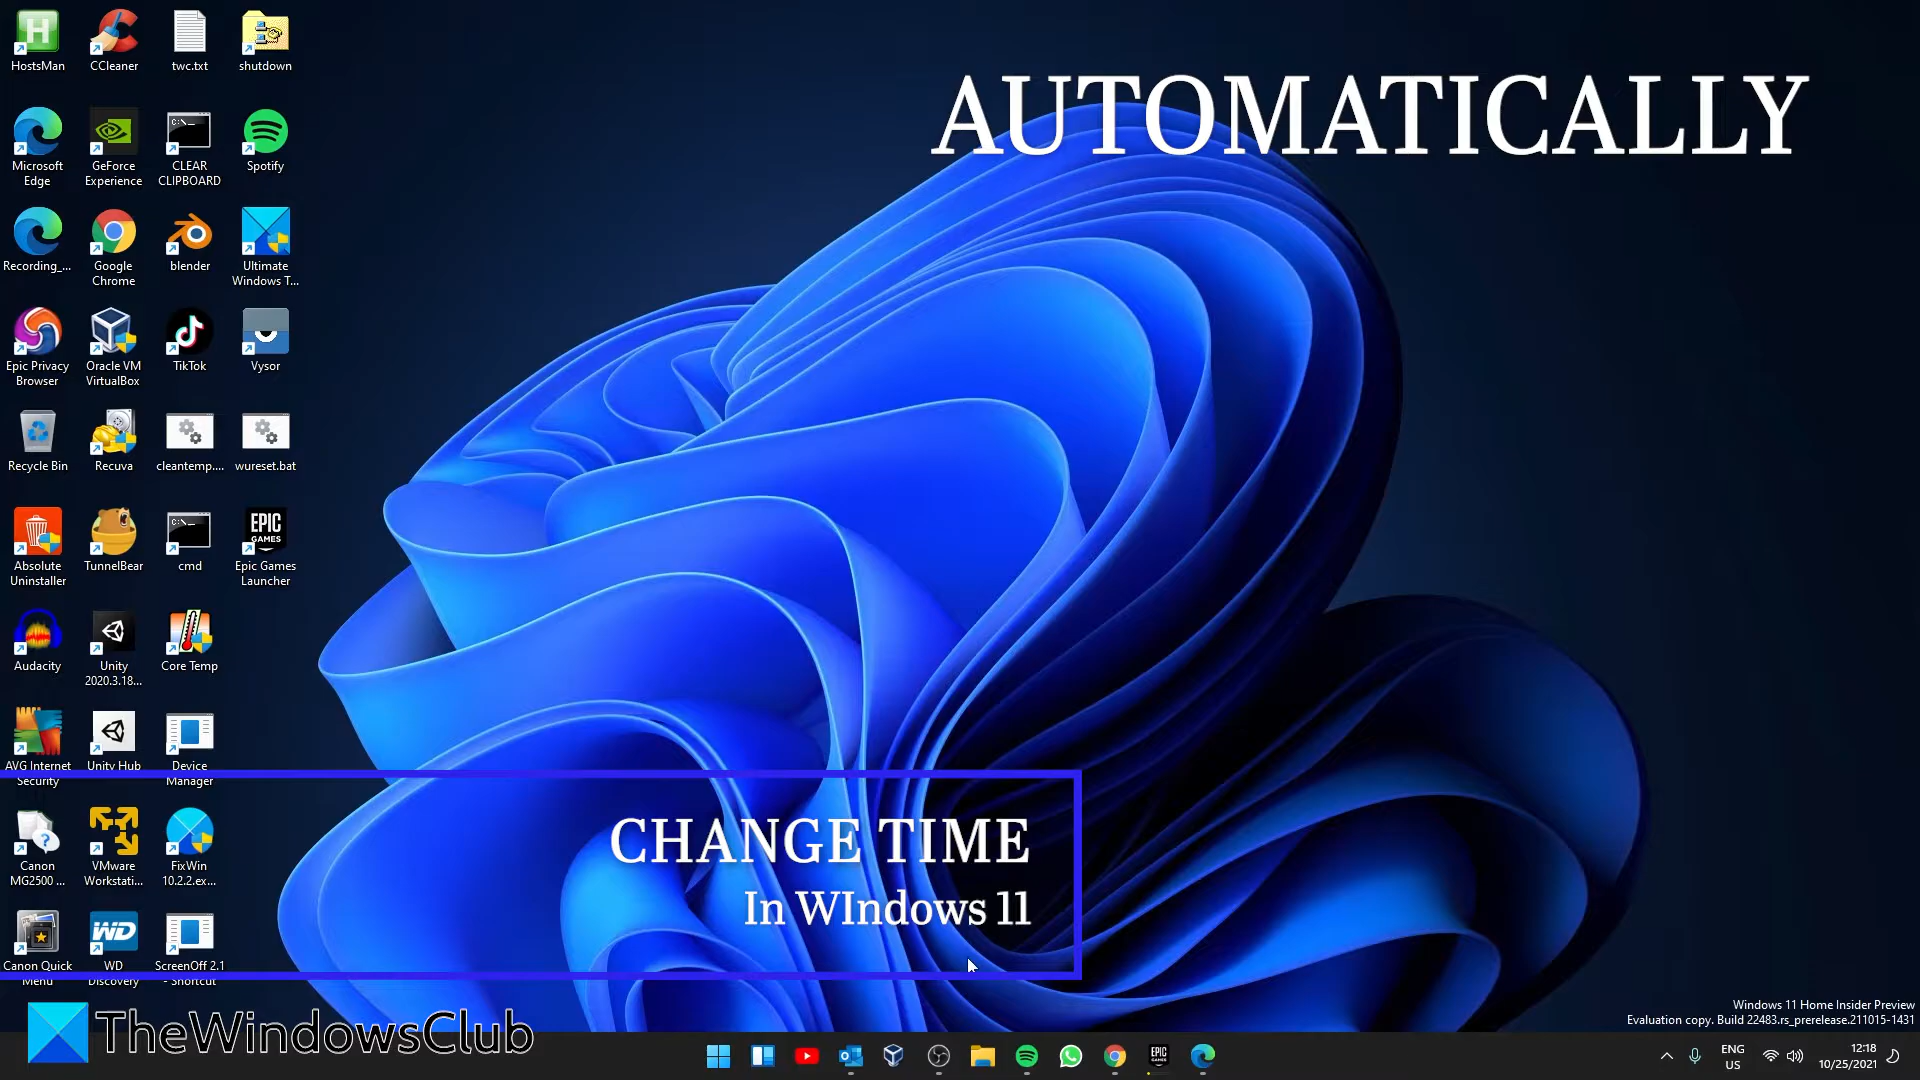 HostsMan
CCleaner
twc.txt
shutdown
Microsoft
Edge
GeForce
Experience
CLEAR
CLIPBOARD
Spotify
Recording_...
Google
Chrome
blender
Ultimate
Windows T...
Epic Privacy
Browser
Oracle VM
VirtualBox
TikTok
Vysor
Recycle Bin
Recuva
cleantemp....
wureset.bat
Absolute
Uninstaller
TunnelBear
cmd
EPIC
GAMES
Epic Games
Launcher
Audacity
Unity
2020.3.18...
Core Temp
AVG Internet
Security
Unity Hub
Device
Manager
Canon
MG2500 ...
VMware
Workstati...
FixWin
10.2.2.ex...
Canon Quick
Menu
WD
WD
Discovery
ScreenOff 2.1
- Shortcut
AUTOMATICALLY
CHANGE TIME
In WIndows 11
TheWindowsClub
Windows 11 Home Insider Preview
Evaluation copy. Build 22483.rs_prerelease.211015-1431
EPIC
ENG
US
12:18
10/25/2021